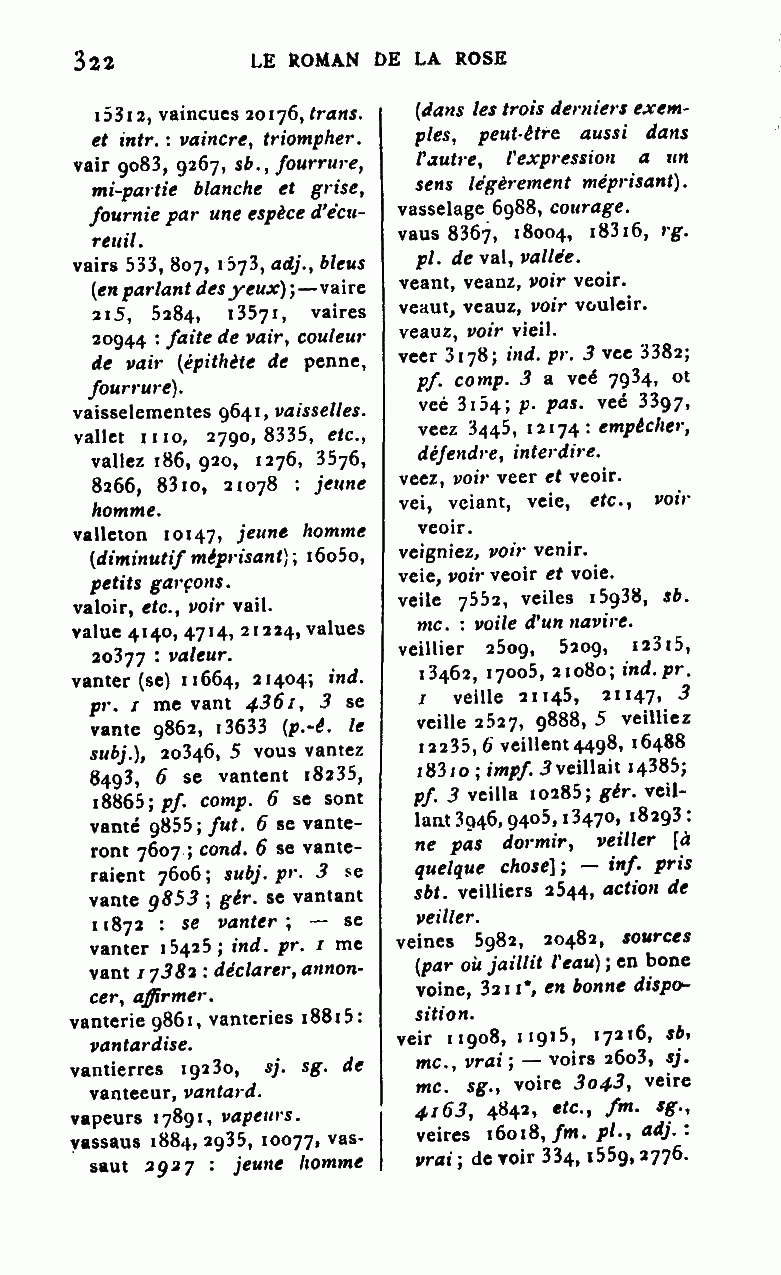 322 LE ROMAN DE LA ROSE
15312, vaincues 20176, trans.
et intr. : vaincre, triompher.
vair 9083, 9267, sb., fourrure,
mi-partie blanche et grise,
fournie par une espèce d'écu-
reuil.
vairs 533, 807, 1573, adj., bleus
(en parlant des yeux); — vaire
215, 5284, 13571, vaires
20944 : faite de vair, couleur
de vair (épithète de penne,
fourrure).
vaisselementes 9641, vaisselles.
vallet 1110, 2790, 8335, etc.,
vallez 186, 920, 1276, 3576,
8266, 8310, 21078 : jeune
homme.
valleton 10147, jeune homme
(diminutif méprisant); 16050,
petits garçons.
valoir, etc., voir vail.
value 4140, 4714, 21224, values
20377 : valeur.
vanter (se) 11664, 21404; ind.
pr. 1 me vant 4361, 3 se
vante 9862, 13633 (p.-ê. le
subj.), 20346, 5 vous vantez
8493, 6 se vantent 18235,
18865; pf. comp. 6 se sont
vanté 9855; fut. 6 se vante-
ront 7607; cond. 6 se vante-
raient 7606; subj. pr. 3 se
vante 9853; gér. se vantant
11872 : se vanter; — se
vanter 15425; ind. pr. 1 me
vant 17382 : déclarer, annon-
cer, affirmer.
vanterie 9861, vanteries 18815:
vantardise.
vantierres 19230, sj. sg. de
vanteeur, vantard.
vapeurs 17891, vapeurs.
vassaus 1884, 2935, 10077, vas-
saut 2927 : jeune homme
(dans les trois derniers exem-
ples, peut-être aussi dans
l'autre, l'expression a un
sens légèrement méprisant).
vasselage 6988, courage.
vaus 8367, 18004, 18316, rg.
pl. de val, vallée.
veant, veanz, voir veoir.
veaut, veauz, voir vouleir.
veauz, voir vieil.
veer 3178; ind. pr. 3 vee 3382;
pf. comp. 3 a veé 7934, ot
veé 3154; p. pas. veé 3397,
veez 3445, 12174 : empêcher,
défendre, interdire.
veez, voir veer et veoir.
vei, veiant, veie, etc., voir
veoir.
veigniez, voir venir.
veie, voir veoir et voie.
veile 7552, veiles 15938, sb.
mc. : voile d'un navire.
veillier 2509, 5209, 12315,
13462, 17005, 21080; ind. pr.
1 veille 21145, 21147, 3
veille 2527, 9888, 5 veilliez
12235, 6 veillent 4498, 16488
18310; impf. 3 veillait 14385;
pf. 3 veilla 10285; gér. veil-
lant 3946, 9405, 13470, 18293:
ne pas dormir, veiller [à
quelque chose]; — inf. pris
sbt. veilliers 2544, action de
veiller.
veines 5982, 20482, sources
(par où jaillit l'eau); en bone
voine, 3211*, en bonne dispo-
sition.
veir 11908, 11915, 17216, sb,
mc., vrai; — voirs 2603, sj.
mc. sg., voire 3043, veire
4163, 4842, etc., fm. sg.,
veires 16018, fm. pl., adj. :
vrai; de voir 334, 1559, 2776.